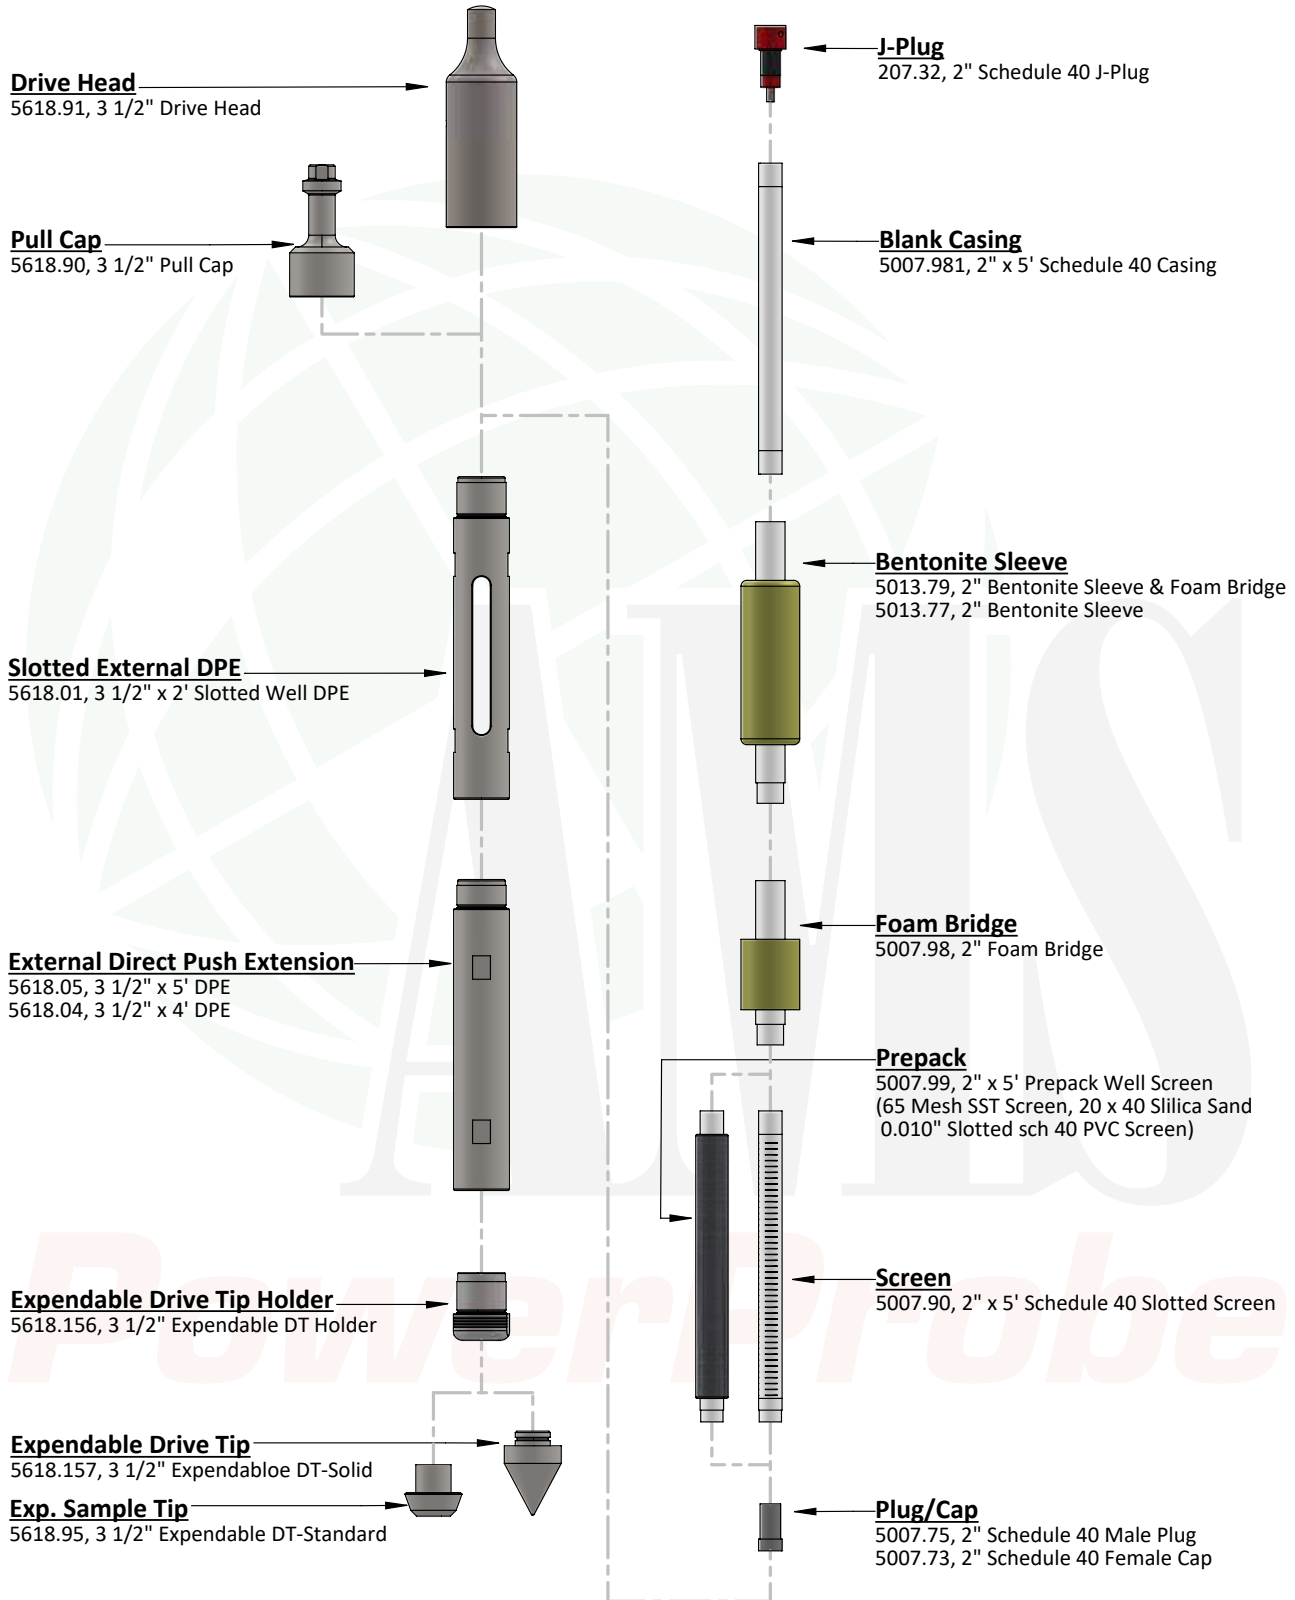 Drive Head
5618.91, 3 1/2" Drive Head
Pull Cap
5618.90, 3 1/2" Pull Cap
Slotted External DPE
5618.01, 3 1/2" x 2' Slotted Well DPE
External Direct Push Extension
5618.05, 3 1/2" x 5' DPE
5618.04, 3 1/2" x 4' DPE
Expendable Drive Tip Holder
5618.156, 3 1/2" Expendable DT Holder
Expendable Drive Tip
5618.157, 3 1/2" Expendabloe DT-Solid
Exp. Sample Tip
5618.95, 3 1/2" Expendable DT-Standard
J-Plug
207.32, 2" Schedule 40 J-Plug
Blank Casing
5007.981, 2" x 5' Schedule 40 Casing
Bentonite Sleeve
5013.79, 2" Bentonite Sleeve & Foam Bridge
5013.77, 2" Bentonite Sleeve
Foam Bridge
5007.98, 2" Foam Bridge
Prepack
5007.99, 2" x 5' Prepack Well Screen
(65 Mesh SST Screen, 20 x 40 Slilica Sand
0.010" Slotted sch 40 PVC Screen)
Screen
5007.90, 2" x 5' Schedule 40 Slotted Screen
Plug/Cap
5007.75, 2" Schedule 40 Male Plug
5007.73, 2" Schedule 40 Female Cap
AMS
PowerProbe